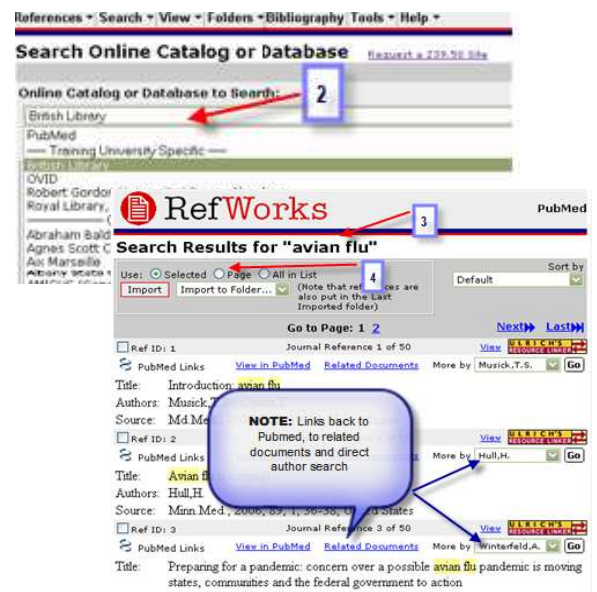 References Search View Folders Bibliography Tools Help
Search Online Catalog or Database Request a Z39.50 Site
Online Catalog or Database to Search:
2
British Library
PubMed
---- Training University Specific ----
British Library
OVID
Robert Gordon
Royal Library,
Abraham Bald
Agnes Scott C
Aix Marseille
Albany State
RefWorks
PubMed
3
Search Results for "avian flu"
4
Use: Selected Page All in List
Sort by
Import Import to Folder... (Note that references are also put in the Last Imported folder)
Default
Go to Page: 1 2 Next Last
Ref ID: 1 Journal Reference 1 of 50 View ULRICH'S RESOURCE LINKER
PubMed Links View in PubMed Related Documents More by Musick,T.S. Go
Title: Introduction: avian flu
Authors: Musick,T
Source: Md Med
NOTE: Links back to
Pubmed, to related
documents and direct
author search
Ref ID: 2 View ULRICH'S RESOURCE LINKER
PubMed Links More by Hull,H. Go
Title: Avian fl
Authors: Hull,H.
Source: Minn Med., 2006, 89, 1, 36-38, United States
Ref ID: 3 Journal Reference 3 of 50 View ULRICH'S RESOURCE LINKER
PubMed Links View in PubMed Related Documents More by Winterfeld,A. Go
Title: Preparing for a pandemic: concern over a possible avian flu pandemic is moving
states, communities and the federal government to action